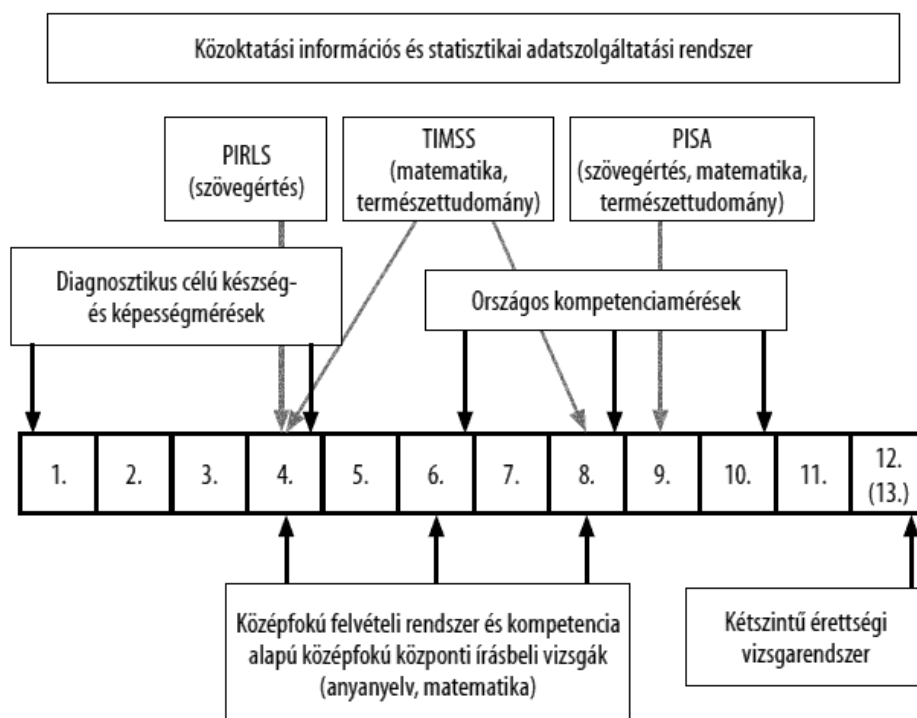 Közoktatási információs és statisztikai adatszolgáltatási rendszer
PIRLS
(szövegértés)
TIMSS
(matematika,
természettudomány)
PISA
(szövegértés, matematika,
természettudomány)
Diagnosztikus célú készség-
és képességmérések
Országos kompetenciamérések
1.
2.
3.
4.
5.
6.
7.
8.
9.
10.
11.
12.
(13.)
Középfokú felvételi rendszer és kompetencia
alapú középfokú központi írásbeli vizsgák
(anyanyelv, matematika)
Kétszintű érettségi
vizsgarendszer